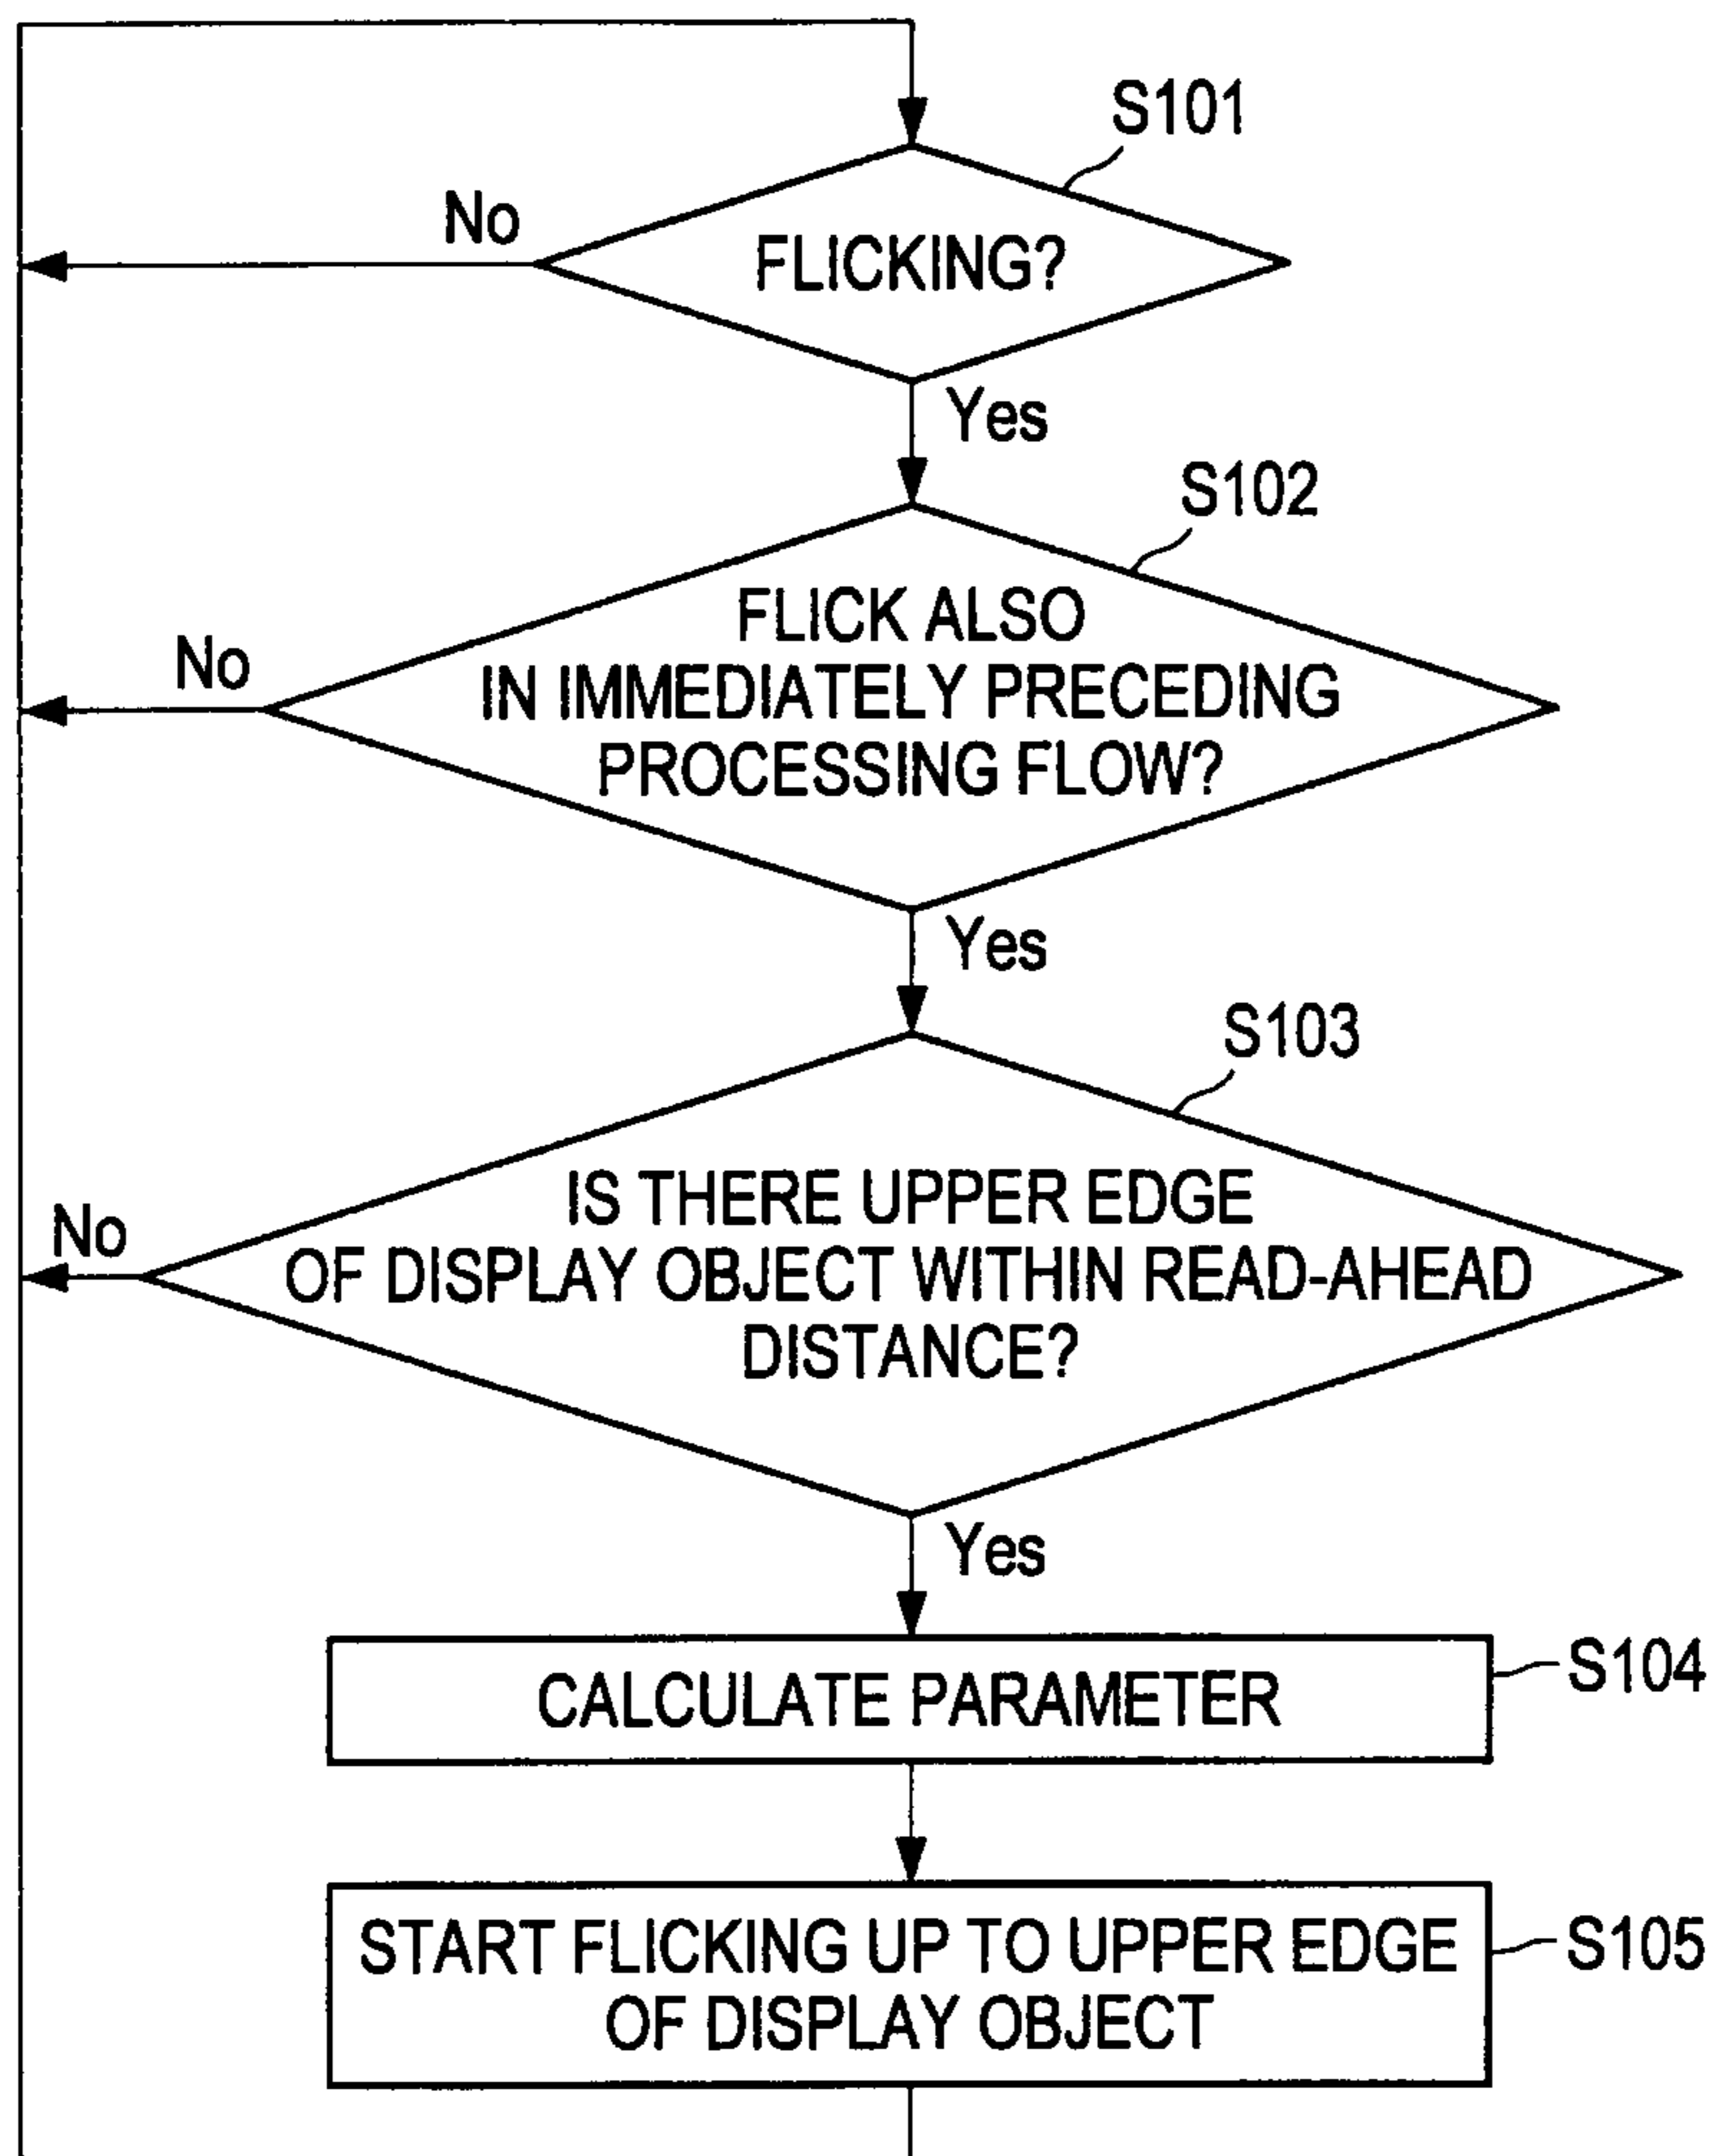 S101
No
FLICKING?
Yes
S102
No
FLICK ALSO
IN IMMEDIATELY PRECEDING
PROCESSING FLOW?
Yes
S103
No
IS THERE UPPER EDGE
OF DISPLAY OBJECT WITHIN READ-AHEAD
DISTANCE?
Yes
CALCULATE PARAMETER
S104
START FLICKING UP TO UPPER EDGE
OF DISPLAY OBJECT
S105